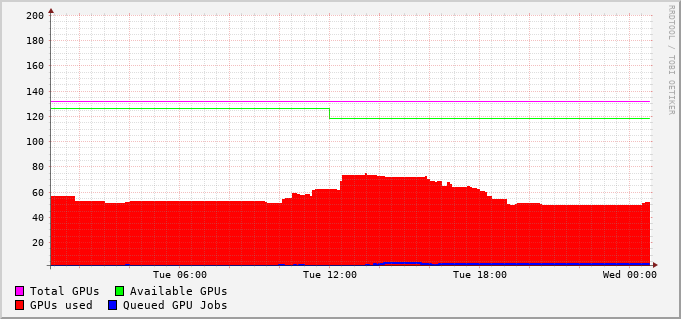 200
180
160
140
120
100
80
60
40
20
Tue 06:00 Tue 12:00 Tue 18:00 Wed 00:00
Total GPUs Available GPUs
GPUs used Queued GPU Jobs
RRDTOOL / TOBI OETIKER